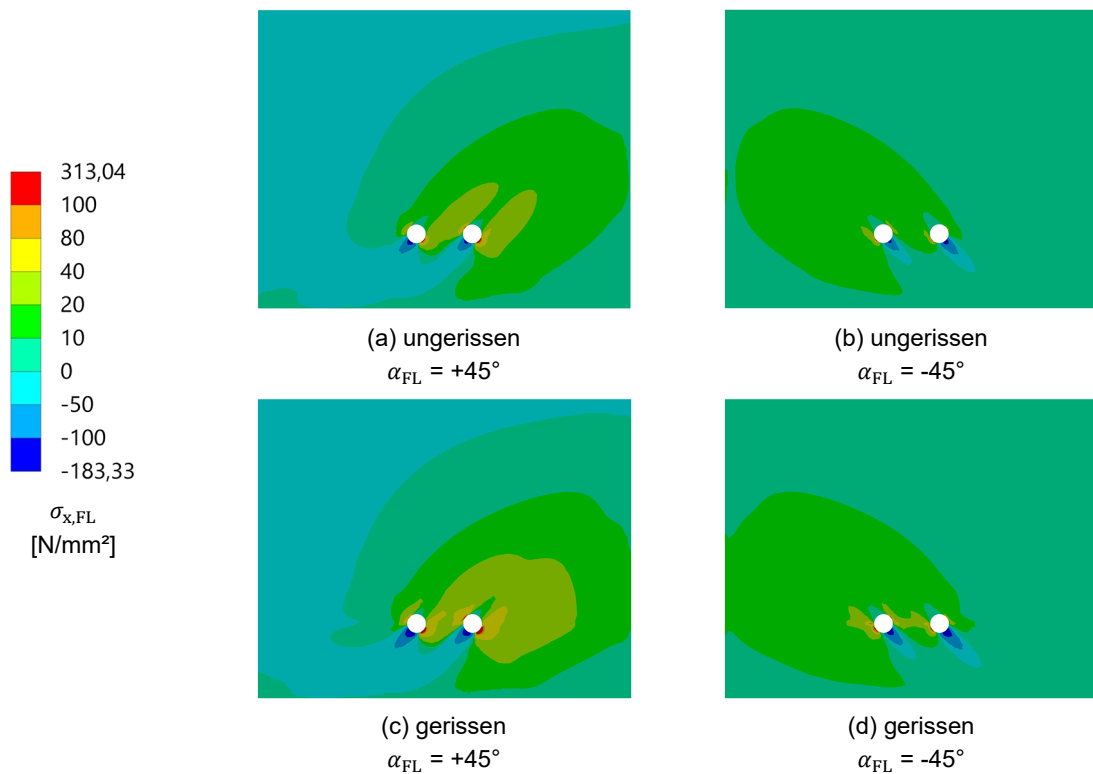 313,04
100
80
40
20
10
0
-50
-100
-183,33
σx,FL
[N/mm²]
(a) ungerissen
αFL = +45°
(b) ungerissen
αFL = -45°
(c) gerissen
αFL = +45°
(d) gerissen
αFL = -45°